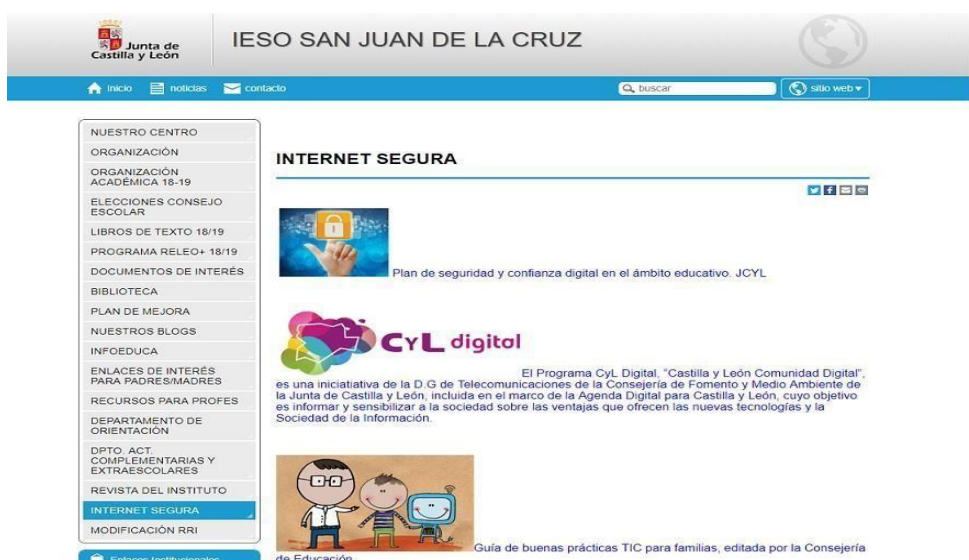 Junta de
Castilla y León
IESO SAN JUAN DE LA CRUZ
inicio
noticias
contacto
buscar
sitio web
NUESTRO CENTRO
ORGANIZACIÓN
ORGANIZACIÓN
ACADÉMICA 18-19
ELECCIONES CONSEJO
ESCOLAR
LIBROS DE TEXTO 18/19
PROGRAMA RELEO+ 18/19
DOCUMENTOS DE INTERÉS
BIBLIOTECA
PLAN DE MEJORA
NUESTROS BLOGS
INFOEDUCA
ENLACES DE INTERÉS
PARA PADRES/MADRES
RECURSOS PARA PROFES
DEPARTAMENTO DE
ORIENTACIÓN
DPTO. ACT.
COMPLEMENTARIAS Y
EXTRAESCOLARES
REVISTA DEL INSTITUTO
INTERNET SEGURA
MODIFICACIÓN RRI
Enlaces Institucionales
INTERNET SEGURA
Plan de seguridad y confianza digital en el ámbito educativo. JCYL
CYL digital
El Programa CyL Digital, "Castilla y León Comunidad Digital",
es una iniciatiativa de la D.G de Telecomunicaciones de la Consejería de Fomento y Medio Ambiente de
la Junta de Castilla y León, incluida en el marco de la Agenda Digital para Castilla y León, cuyo objetivo
es informar y sensibilizar a la sociedad sobre las ventajas que ofrecen las nuevas tecnologías y la
Sociedad de la Información.
Guía de buenas prácticas TIC para familias, editada por la Consejería
de Educación